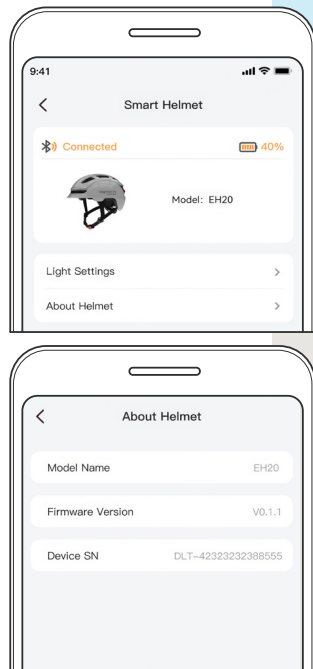 9:41
Smart Helmet
Connected 40%
Model: EH20
Light Settings
About Helmet
About Helmet
Model Name EH20
Firmware Version V0.1.1
Device SN DLT-42323232388555